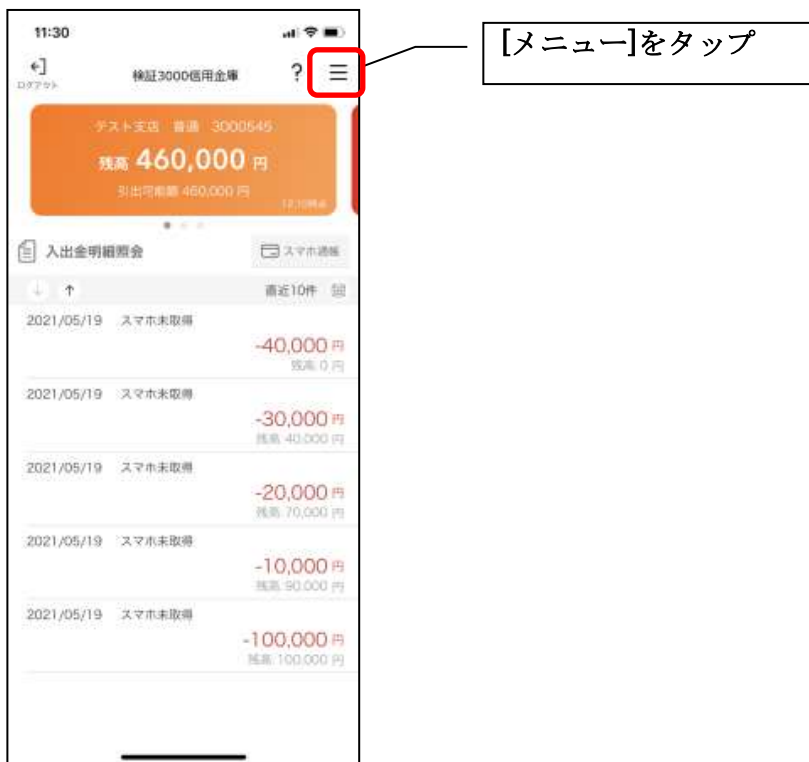 11:30
ログアウト
検証3000信用金庫
?
[メニュー]をタップ
テスト支店 普通 3000545
残高 460,000 円
引出可能額 460,000 円
入出金明細照会
スマホ通帳
↓ ↑
直近10件
2021/05/19 スマホ未取得
-40,000 円
残高 0 円
2021/05/19 スマホ未取得
-30,000 円
残高 40,000 円
2021/05/19 スマホ未取得
-20,000 円
残高 70,000 円
2021/05/19 スマホ未取得
-10,000 円
残高 90,000 円
2021/05/19 スマホ未取得
-100,000 円
残高 100,000 円